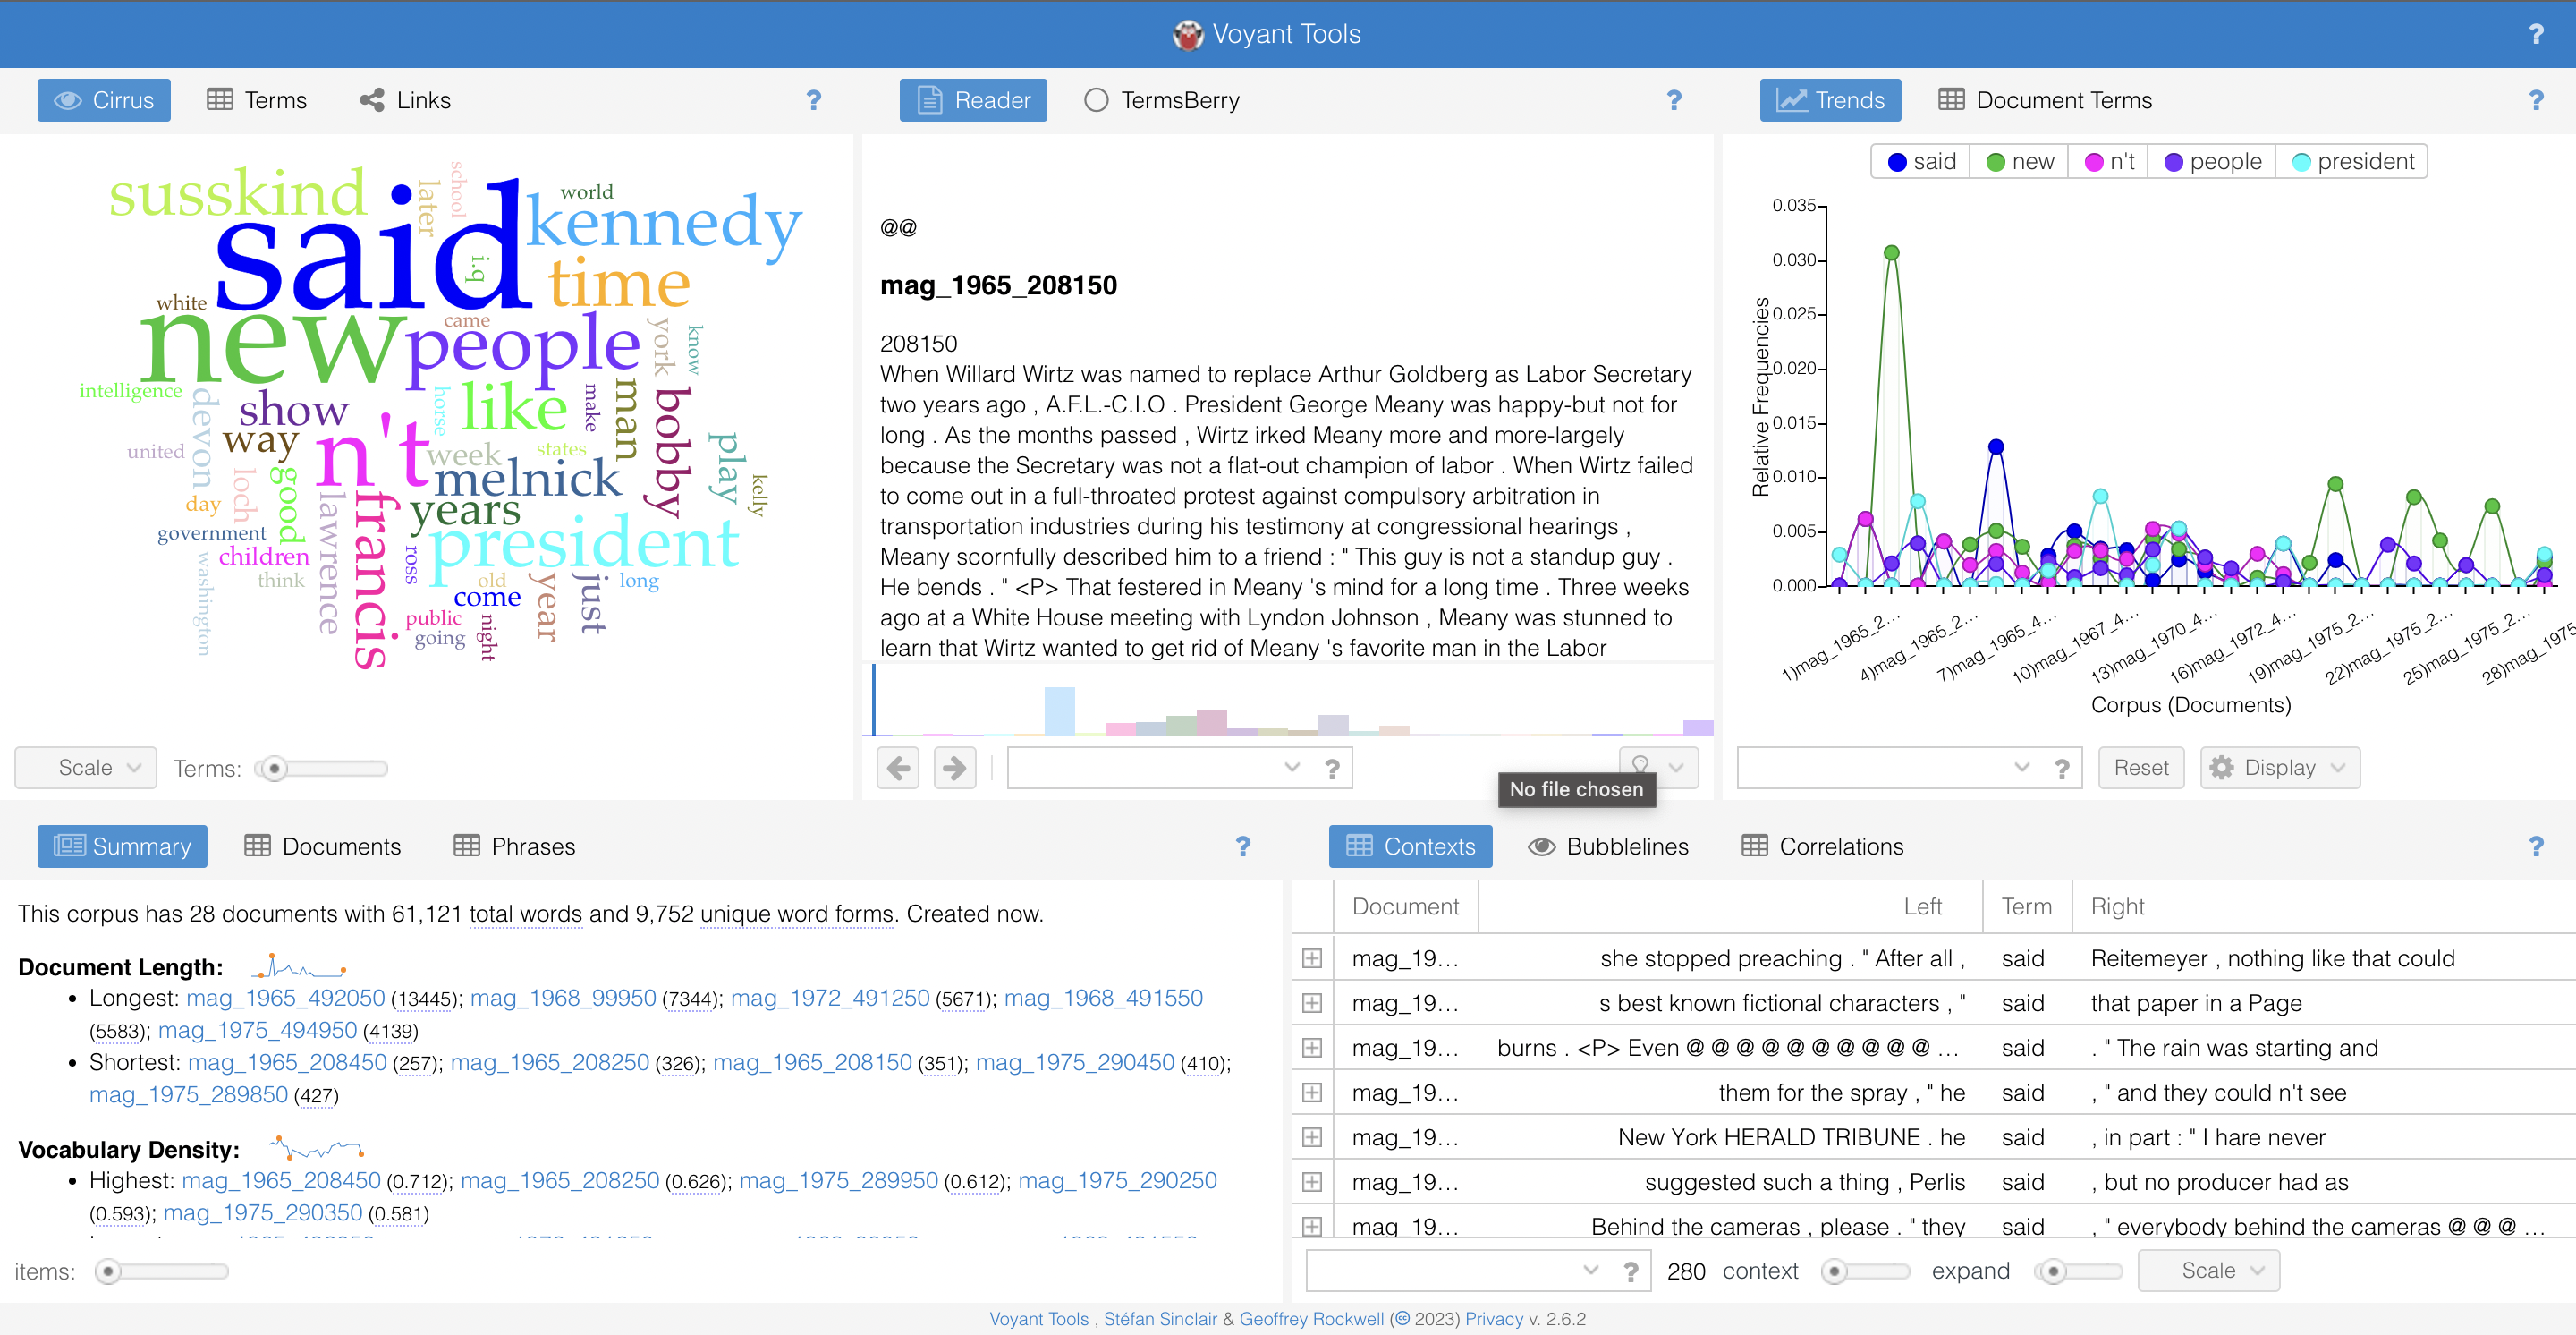 Voyant Tools
?
Cirrus Terms Links ?
susskind
said
later
school
world
kennedy
i.q
time
white
new
came
people
york
know
intelligence
devon
show
horse
like
make
man
bobby
way
n't
week
states
united
melnick
play
kelly
loch
good
day
lawrence
francis
years
government
children
president
washington
think
ross
old
come
year
just
long
public
going
night
Scale Terms:
Reader TermsBerry ?
@@
mag_1965_208150
208150
When Willard Wirtz was named to replace Arthur Goldberg as Labor Secretary
two years ago , A.F.L.-C.I.O . President George Meany was happy-but not for
long . As the months passed , Wirtz irked Meany more and more-largely
because the Secretary was not a flat-out champion of labor . When Wirtz failed
to come out in a full-throated protest against compulsory arbitration in
transportation industries during his testimony at congressional hearings ,
Meany scornfully described him to a friend : " This guy is not a standup guy .
He bends . " <P> That festered in Meany 's mind for a long time . Three weeks
ago at a White House meeting with Lyndon Johnson , Meany was stunned to
learn that Wirtz wanted to get rid of Meany 's favorite man in the Labor
?
No file chosen
Trends Document Terms ?
said new n't people president
Relative Frequencies
0.035
0.030
0.025
0.020
0.015
0.010
0.005
0.000
1)mag_1965_2… 4)mag_1965_2… 7)mag_1965_4… 10)mag_1967_4… 13)mag_1970_4… 16)mag_1972_4… 19)mag_1975_2… 22)mag_1975_2… 25)mag_1975_2… 28)mag_1975
Corpus (Documents)
? Reset Display
Summary Documents Phrases ?
This corpus has 28 documents with 61,121 total words and 9,752 unique word forms. Created now.
Document Length:
• Longest: mag_1965_492050 (13445); mag_1968_99950 (7344); mag_1972_491250 (5671); mag_1968_491550
(5583); mag_1975_494950 (4139)
• Shortest: mag_1965_208450 (257); mag_1965_208250 (326); mag_1965_208150 (351); mag_1975_290450 (410);
mag_1975_289850 (427)
Vocabulary Density:
• Highest: mag_1965_208450 (0.712); mag_1965_208250 (0.626); mag_1975_289950 (0.612); mag_1975_290250
(0.593); mag_1975_290350 (0.581)
items:
Contexts Bubblelines Correlations ?
Document Left Term Right
mag_19… she stopped preaching . " After all , said Reitemeyer , nothing like that could
mag_19… s best known fictional characters , " said that paper in a Page
mag_19… burns . <P> Even @ @ @ @ @ @ @ @ @ @ … said . " The rain was starting and
mag_19… them for the spray , " he said , " and they could n't see
mag_19… New York HERALD TRIBUNE . he said , in part : " I hare never
mag_19… suggested such a thing , Perlis said , but no producer had as
mag_19… Behind the cameras , please . " they said , " everybody behind the cameras @ @ @ …
? 280 context expand Scale
Voyant Tools , Stéfan Sinclair & Geoffrey Rockwell (cc 2023) Privacy v. 2.6.2